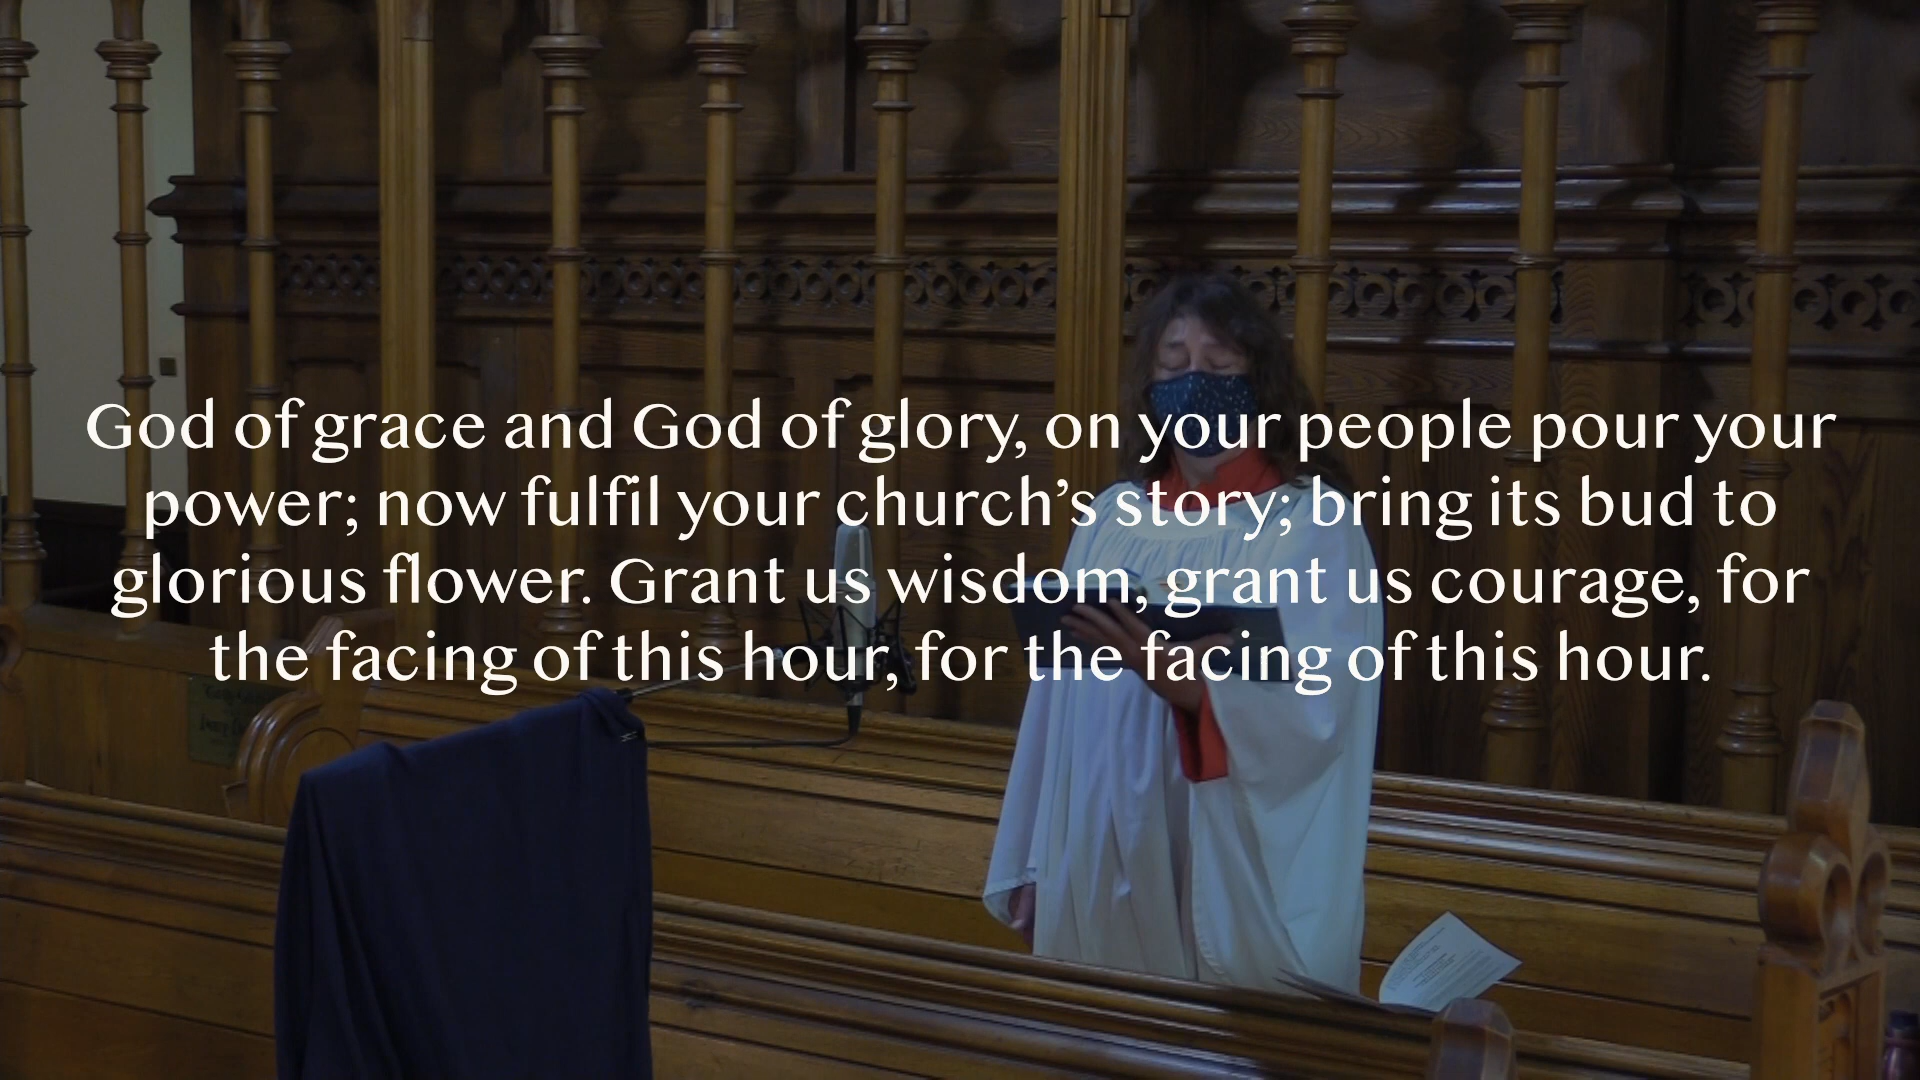 God of grace and God of glory, on your people pour your
power; now fulfil your church’s story; bring its bud to
glorious flower. Grant us wisdom, grant us courage, for
the facing of this hour, for the facing of this hour.